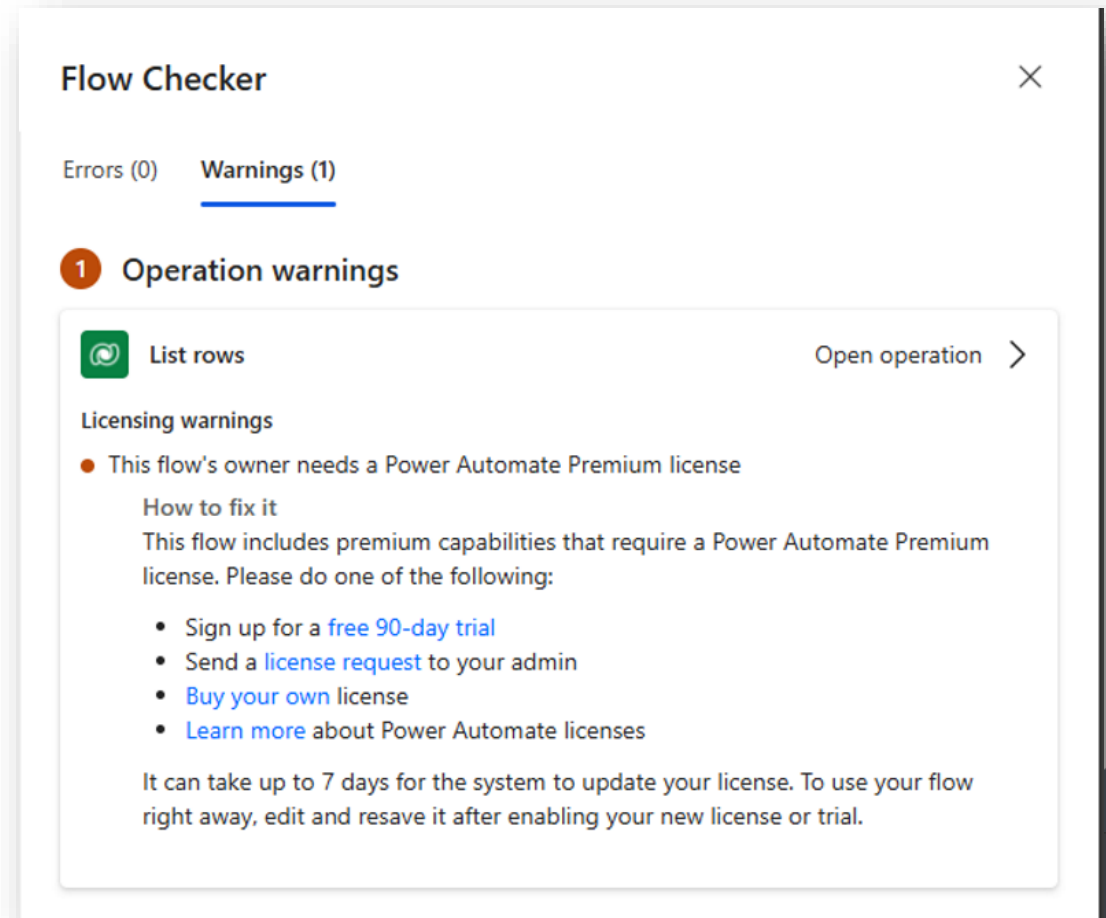 Flow Checker
Errors (0) Warnings (1)
1 Operation warnings
List rows Open operation
Licensing warnings
This flow's owner needs a Power Automate Premium license
How to fix it
This flow includes premium capabilities that require a Power Automate Premium
license. Please do one of the following:
• Sign up for a free 90-day trial
• Send a license request to your admin
• Buy your own license
• Learn more about Power Automate licenses
It can take up to 7 days for the system to update your license. To use your flow
right away, edit and resave it after enabling your new license or trial.